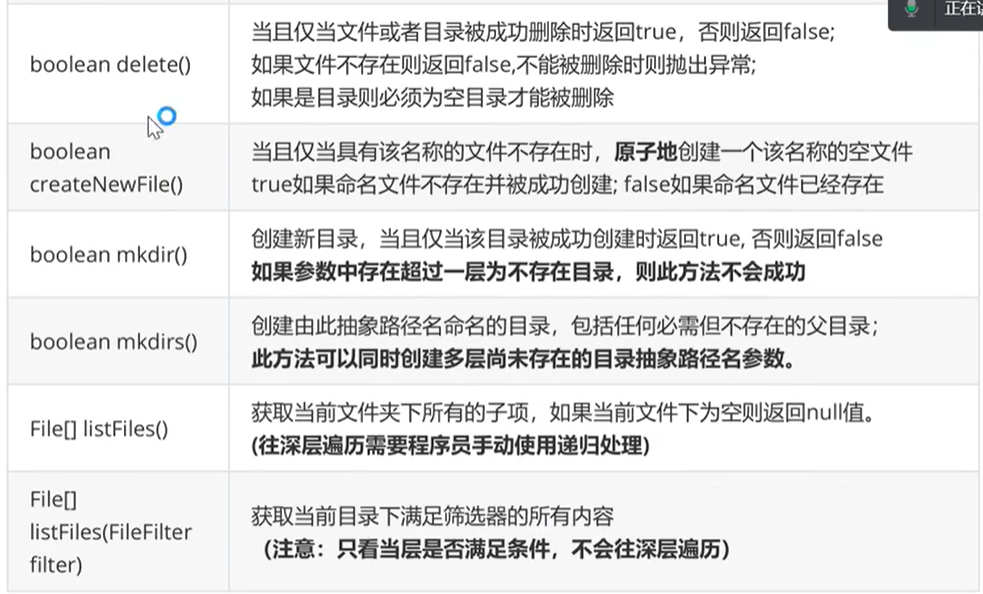 正在
boolean delete()
当且仅当文件或者目录被成功删除时返回true，否则返回false;
如果文件不存在则返回false,不能被删除时则抛出异常;
如果是目录则必须为空目录才能被删除
boolean
createNewFile()
当且仅当具有该名称的文件不存在时，原子地创建一个该名称的空文件
true如果命名文件不存在并被成功创建; false如果命名文件已经存在
boolean mkdir()
创建新目录，当且仅当该目录被成功创建时返回true, 否则返回false
如果参数中存在超过一层为不存在目录，则此方法不会成功
boolean mkdirs()
创建由此抽象路径名命名的目录，包括任何必需但不存在的父目录；
此方法可以同时创建多层尚未存在的目录抽象路径名参数。
File[] listFiles()
获取当前文件夹下所有的子项，如果当前文件下为空则返回null值。
(往深层遍历需要程序员手动使用递归处理)
File[]
listFiles(FileFilter
filter)
获取当前目录下满足筛选器的所有内容
（注意：只看当层是否满足条件，不会往深层遍历）